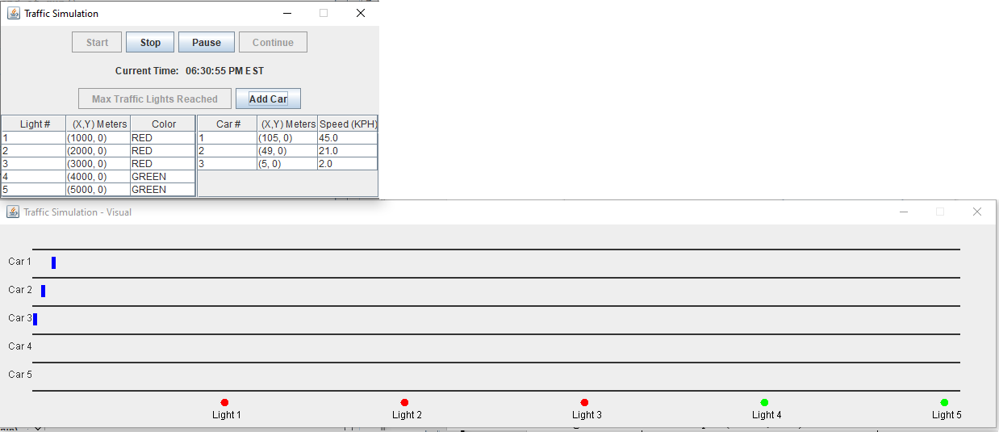 Traffic Simulation
Start Stop Pause Continue
Current Time: 06:30:55 PM EST
Max Traffic Lights Reached Add Car
Light # (X,Y) Meters Color Car # (X,Y) Meters Speed (KPH)
1 (1000, 0) RED 1 (105, 0) 45.0
2 (2000, 0) RED 2 (49, 0) 21.0
3 (3000, 0) RED 3 (5, 0) 2.0
4 (4000, 0) GREEN
5 (5000, 0) GREEN
Traffic Simulation - Visual
Car 1
Car 2
Car 3
Car 4
Car 5
Light 1 Light 2 Light 3 Light 4 Light 5